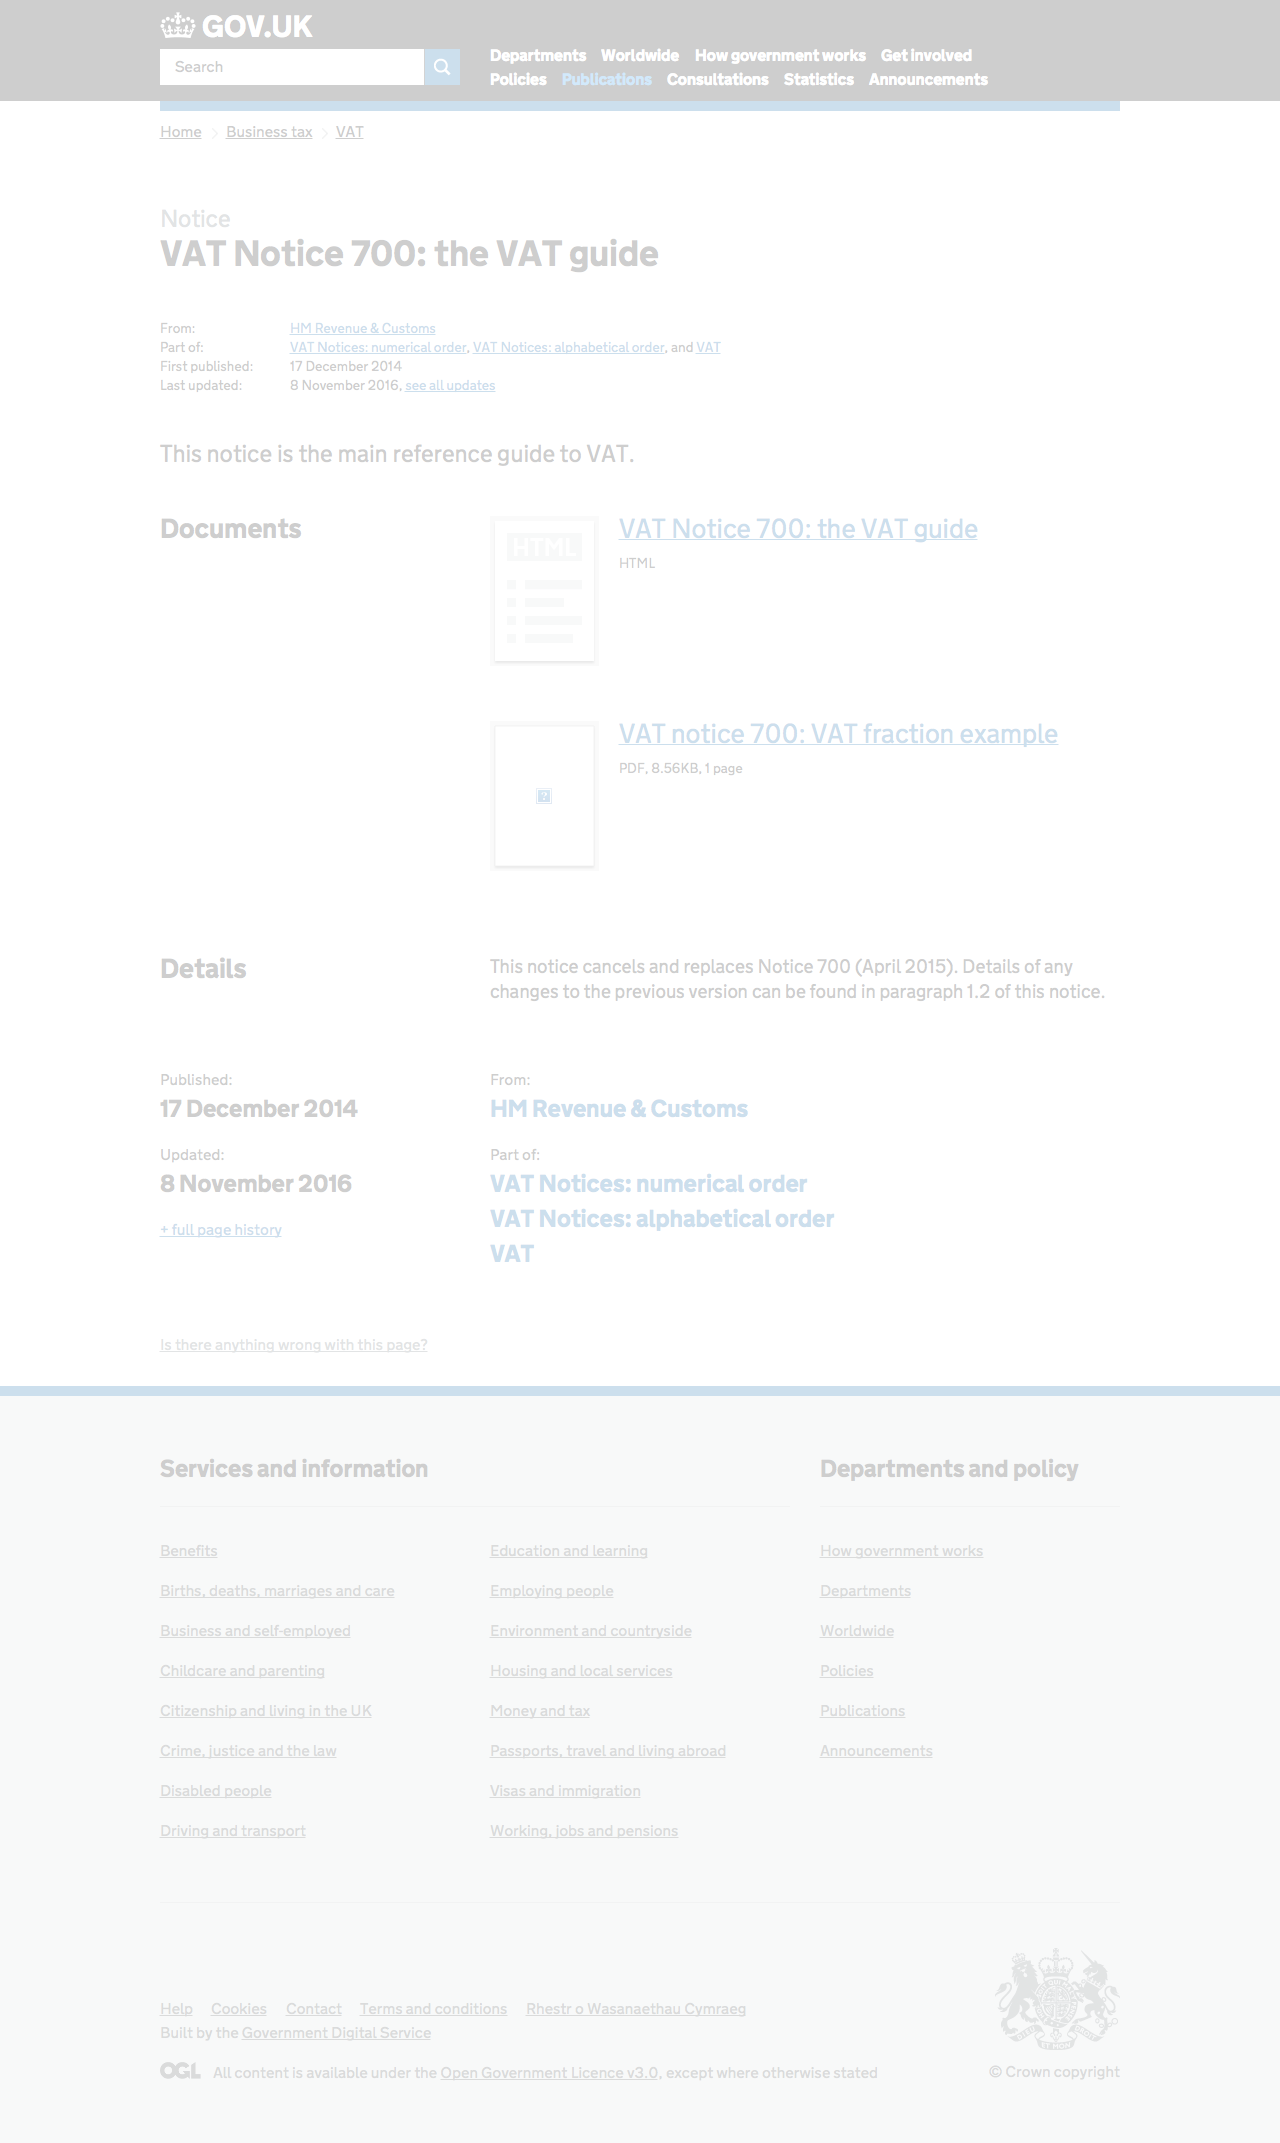 GOV.UK
Search
Departments Worldwide How government works Get involved
Policies Publications Consultations Statistics Announcements
Home Business tax VAT
Notice
VAT Notice 700: the VAT guide
From: HM Revenue & Customs
Part of: VAT Notices: numerical order, VAT Notices: alphabetical order, and VAT
First published: 17 December 2014
Last updated: 8 November 2016, see all updates
This notice is the main reference guide to VAT.
Documents
HTML
VAT Notice 700: the VAT guide
HTML
VAT notice 700: VAT fraction example
PDF, 8.56KB, 1 page
?
Details
This notice cancels and replaces Notice 700 (April 2015). Details of any
changes to the previous version can be found in paragraph 1.2 of this notice.
Published:
17 December 2014
Updated:
8 November 2016
+ full page history
From:
HM Revenue & Customs
Part of:
VAT Notices: numerical order
VAT Notices: alphabetical order
VAT
Is there anything wrong with this page?
Services and information
Benefits
Births, deaths, marriages and care
Business and self-employed
Childcare and parenting
Citizenship and living in the UK
Crime, justice and the law
Disabled people
Driving and transport
Education and learning
Employing people
Environment and countryside
Housing and local services
Money and tax
Passports, travel and living abroad
Visas and immigration
Working, jobs and pensions
Departments and policy
How government works
Departments
Worldwide
Policies
Publications
Announcements
Help Cookies Contact Terms and conditions Rhestr o Wasanaethau Cymraeg
Built by the Government Digital Service
OGL All content is available under the Open Government Licence v3.0, except where otherwise stated
© Crown copyright